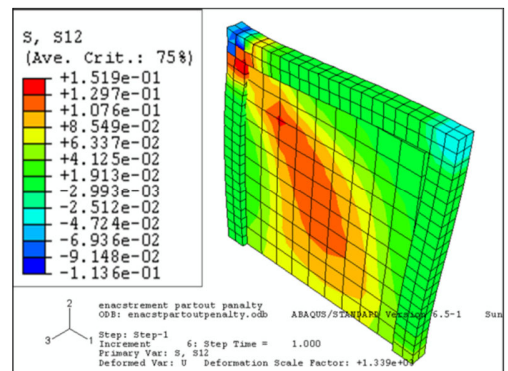 S, S12
(Ave. Crit.: 75%)
+1.519e-01
+1.297e-01
+1.076e-01
+8.549e-02
+6.337e-02
+4.125e-02
+1.913e-02
-2.993e-03
-2.512e-02
-4.724e-02
-6.936e-02
-9.148e-02
-1.136e-01
2
3
1
enacstrement partout panalty
ODB: enacstpartoutpenalty.odb ABAQUS/STANDARD Version 6.5-1 Sun
Step: Step-1
Increment 6: Step Time = 1.000
Primary Var: S, S12
Deformed Var: U Deformation Scale Factor: